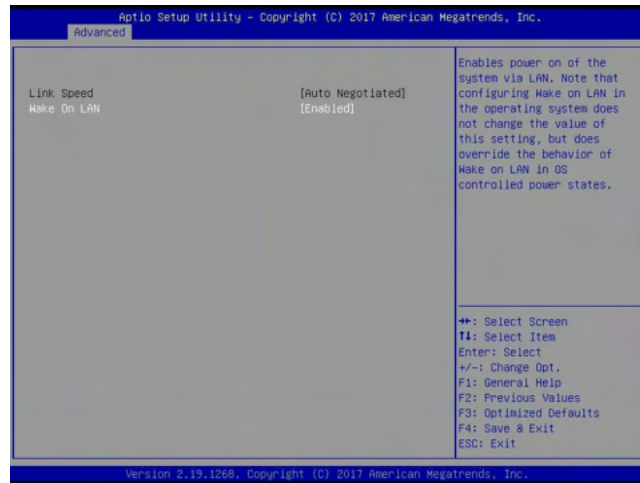 Aptio Setup Utility – Copyright (C) 2017 American Megatrends, Inc.
Advanced
Link Speed [Auto Negotiated]
Wake On LAN [Enabled]
Enables power on of the
system via LAN. Note that
configuring Wake on LAN in
the operating system does
not change the value of
this setting, but does
override the behavior of
Wake on LAN in OS
controlled power states.
→←: Select Screen
↑↓: Select Item
Enter: Select
+/-: Change Opt.
F1: General Help
F2: Previous Values
F3: Optimized Defaults
F4: Save & Exit
ESC: Exit
Version 2.19.1268. Copyright (C) 2017 American Megatrends, Inc.